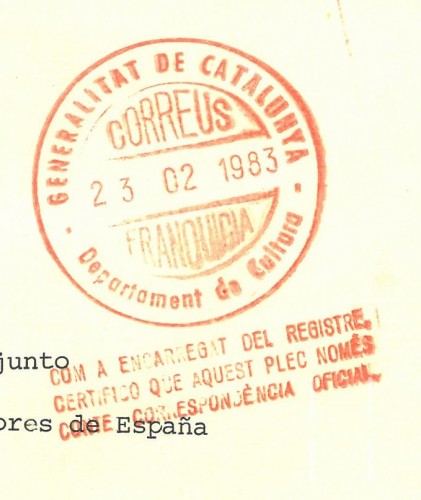 GENERALITAT DE CATALUNYA
CORREUS
23 02 1983
FRANQUICIA
Departament de Cultura
junto
COM A ENCARREGAT DEL REGISTRE,
CERTIFICO QUE AQUEST PLEC NOMÉS
CONTE CORRESPONDÈNCIA OFICIAL.
ores de España